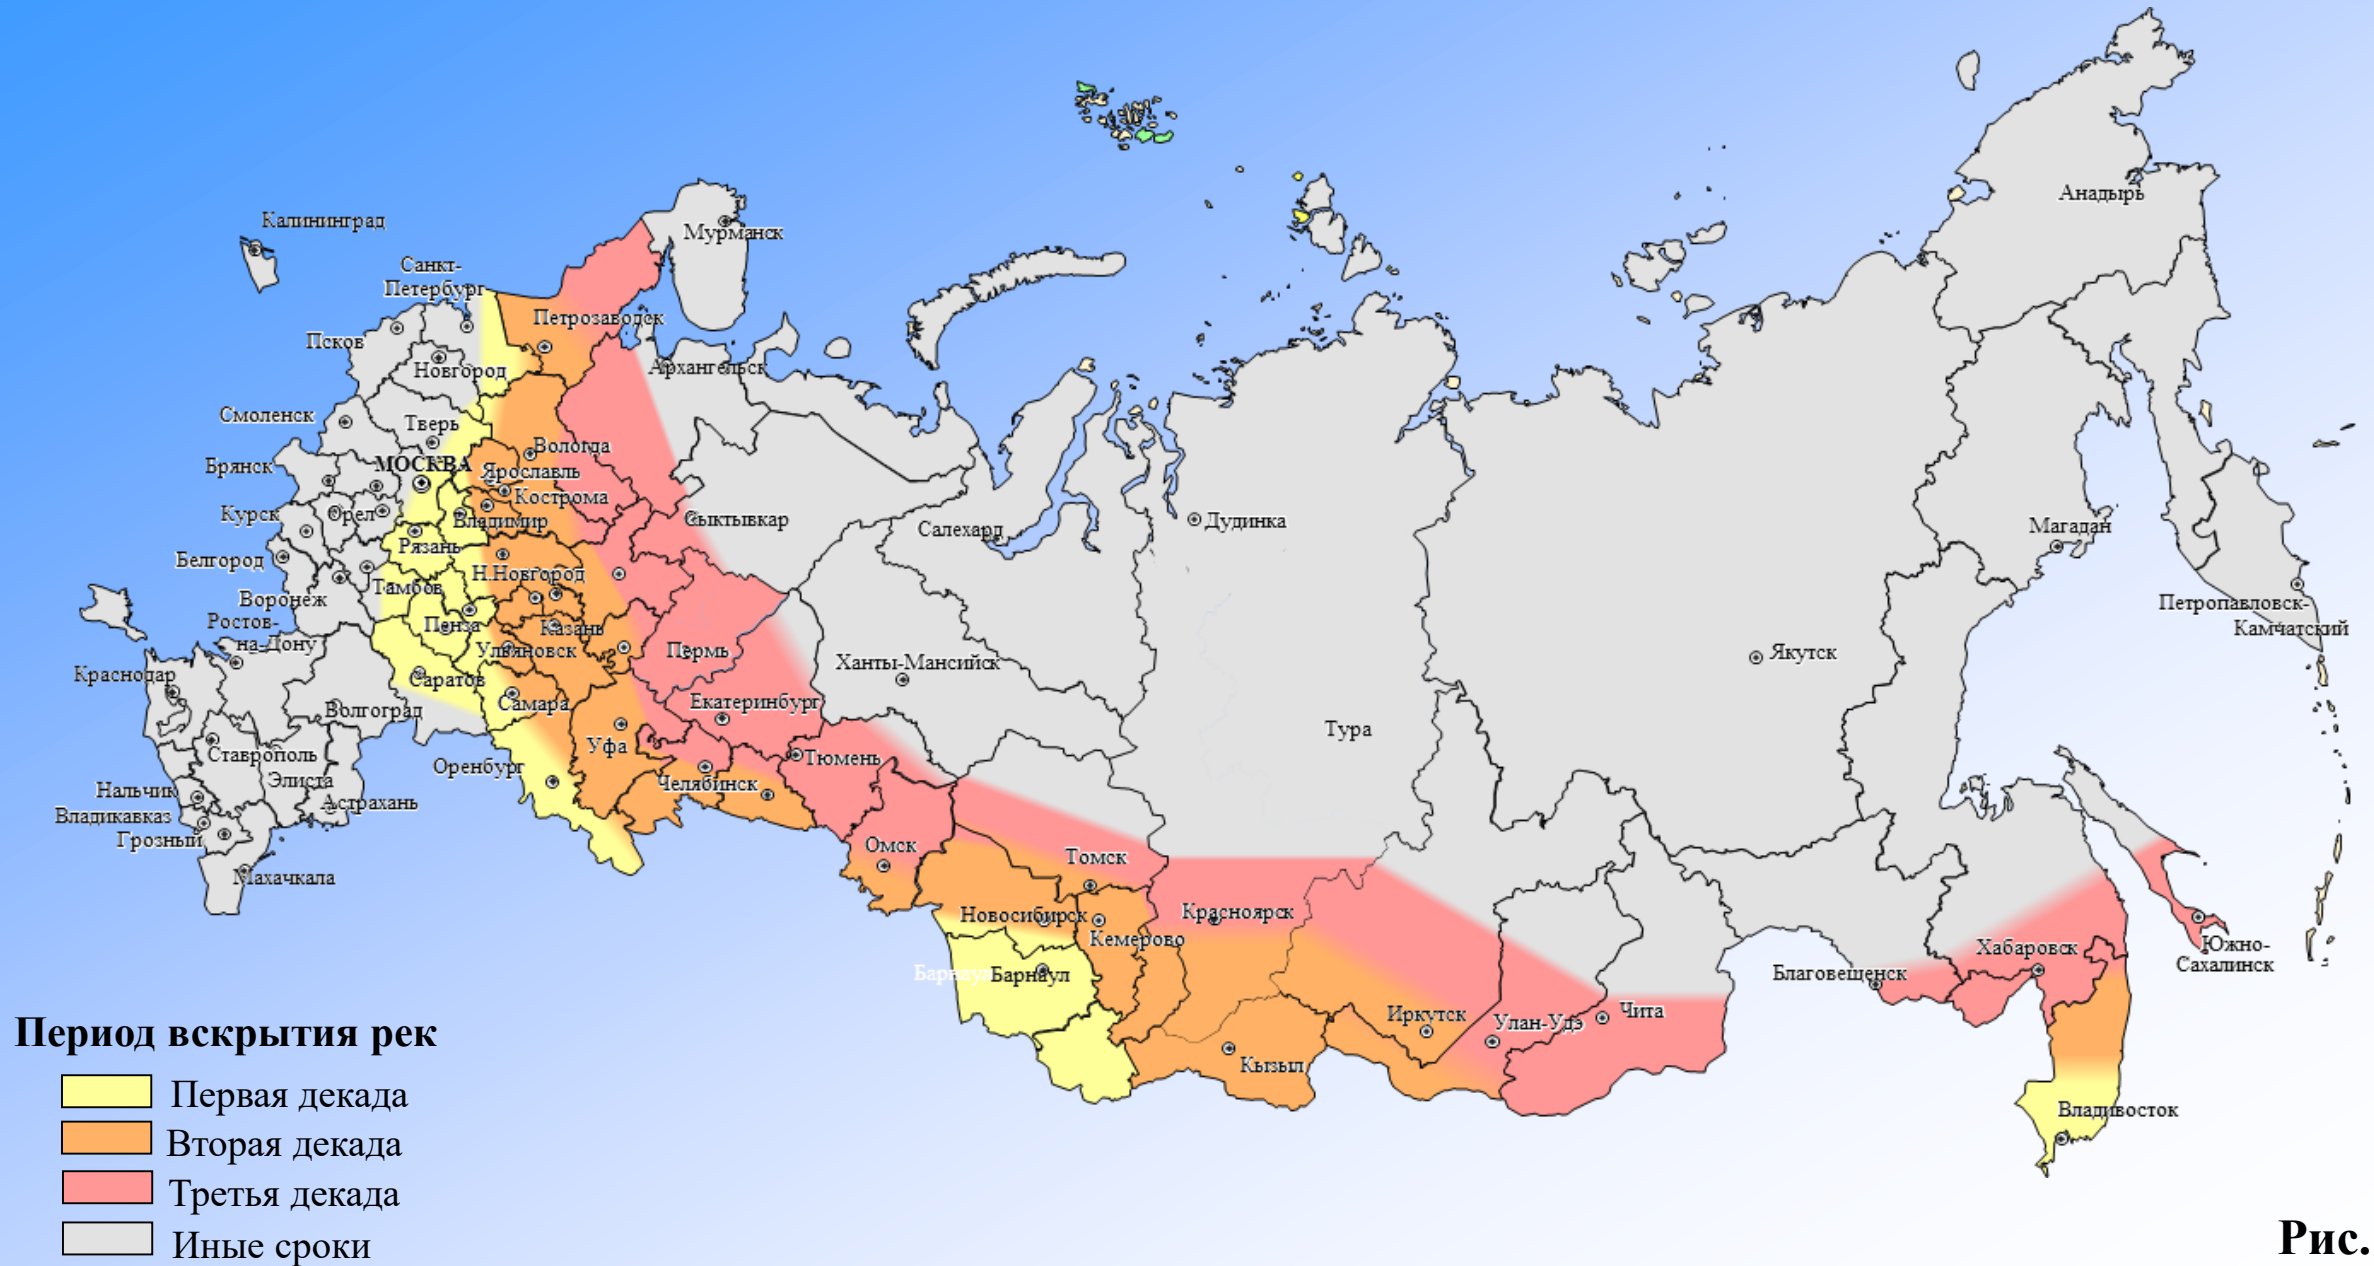 Калининград
Мурманск
Анадырь
Санкт-
Петербург
Петрозаводск
Псков
Новгород
Архангельск
Смоленск
Тверь
Вологда
Брянск
МОСКВА
Ярославль
Кострома
Курск
Орел
Владимир
Сыктывкар
Салехард
Дудинка
Магадан
Белгород
Рязань
Н.Новгород
Тамбов
Воронеж
Петропавловск-
Камчатский
Ростов-
на-Дону
Пенза
Казань
Ульяновск
Пермь
Ханты-Мансийск
Якутск
Краснодар
Саратов
Самара
Екатеринбург
Волгоград
Тура
Ставрополь
Уфа
Тюмень
Оренбург
Элиста
Челябинск
Нальчик
Астрахань
Владикавказ
Грозный
Омск
Томск
Махачкала
Новосибирск
Красноярск
Кемерово
Хабаровск
Южно-
Сахалинск
Барнаул
Барнаул
Благовещенск
Иркутск
Улан-Удэ
Чита
Кызыл
Владивосток
Период вскрытия рек
Первая декада
Вторая декада
Третья декада
Иные сроки
Рис.